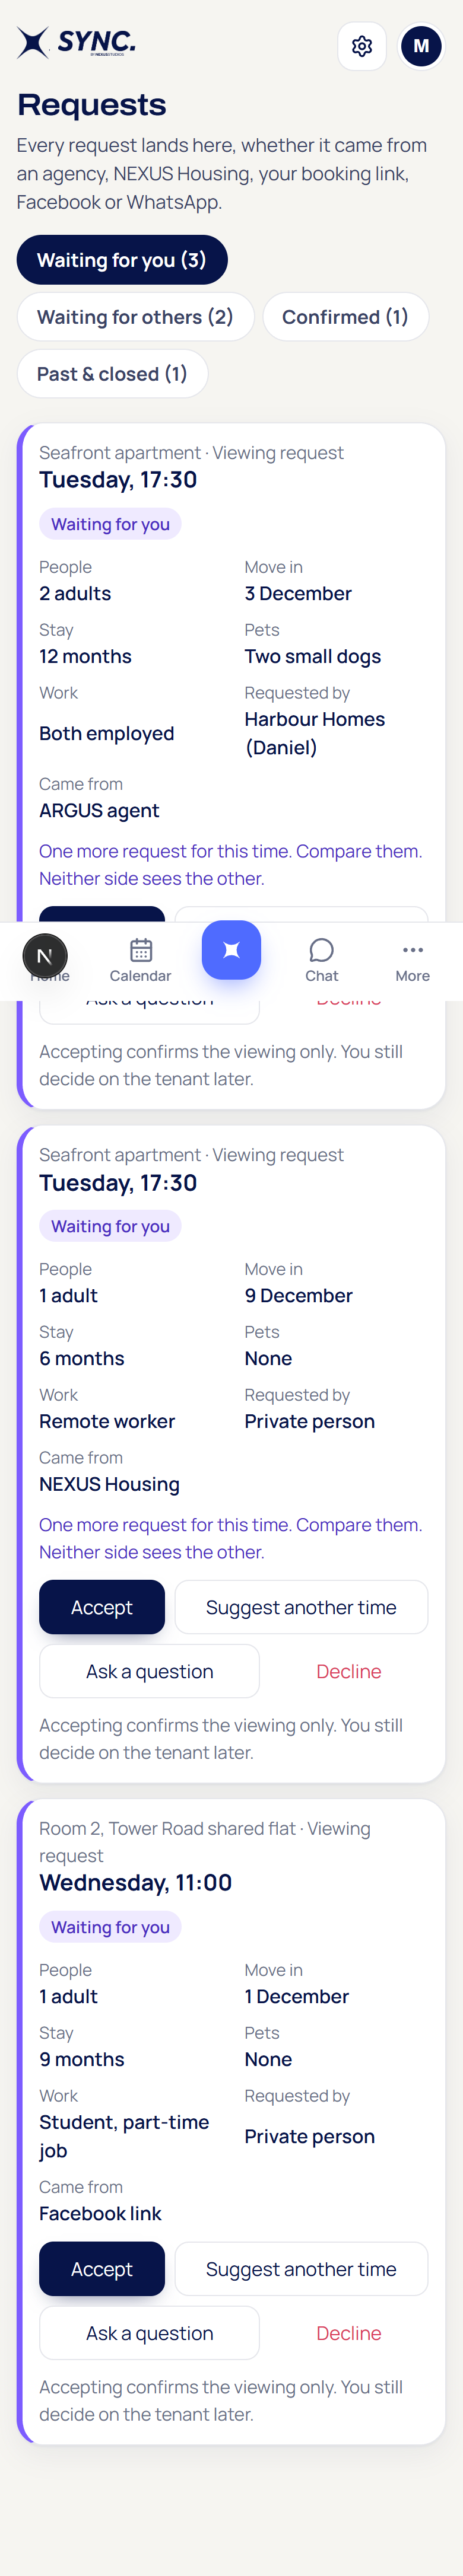 SYNC.
BY NEXUS STUDIOS
M
Requests
Every request lands here, whether it came from
an agency, NEXUS Housing, your booking link,
Facebook or WhatsApp.
Waiting for you (3)
Waiting for others (2)
Confirmed (1)
Past & closed (1)
Seafront apartment · Viewing request
Tuesday, 17:30
Waiting for you
People
2 adults
Move in
3 December
Stay
12 months
Pets
Two small dogs
Work
Both employed
Requested by
Harbour Homes
(Daniel)
Came from
ARGUS agent
One more request for this time. Compare them.
Neither side sees the other.
N
Home
Calendar
Chat
More
Ask a question
Decline
Accepting confirms the viewing only. You still
decide on the tenant later.
Seafront apartment · Viewing request
Tuesday, 17:30
Waiting for you
People
1 adult
Move in
9 December
Stay
6 months
Pets
None
Work
Remote worker
Requested by
Private person
Came from
NEXUS Housing
One more request for this time. Compare them.
Neither side sees the other.
Accept
Suggest another time
Ask a question
Decline
Accepting confirms the viewing only. You still
decide on the tenant later.
Room 2, Tower Road shared flat · Viewing
request
Wednesday, 11:00
Waiting for you
People
1 adult
Move in
1 December
Stay
9 months
Pets
None
Work
Student, part-time
job
Requested by
Private person
Came from
Facebook link
Accept
Suggest another time
Ask a question
Decline
Accepting confirms the viewing only. You still
decide on the tenant later.